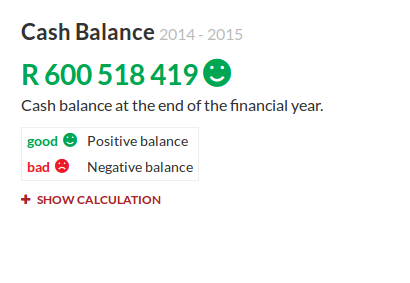 Cash Balance 2014 - 2015
R 600 518 419
Cash balance at the end of the financial year.
good Positive balance
bad Negative balance
+ SHOW CALCULATION